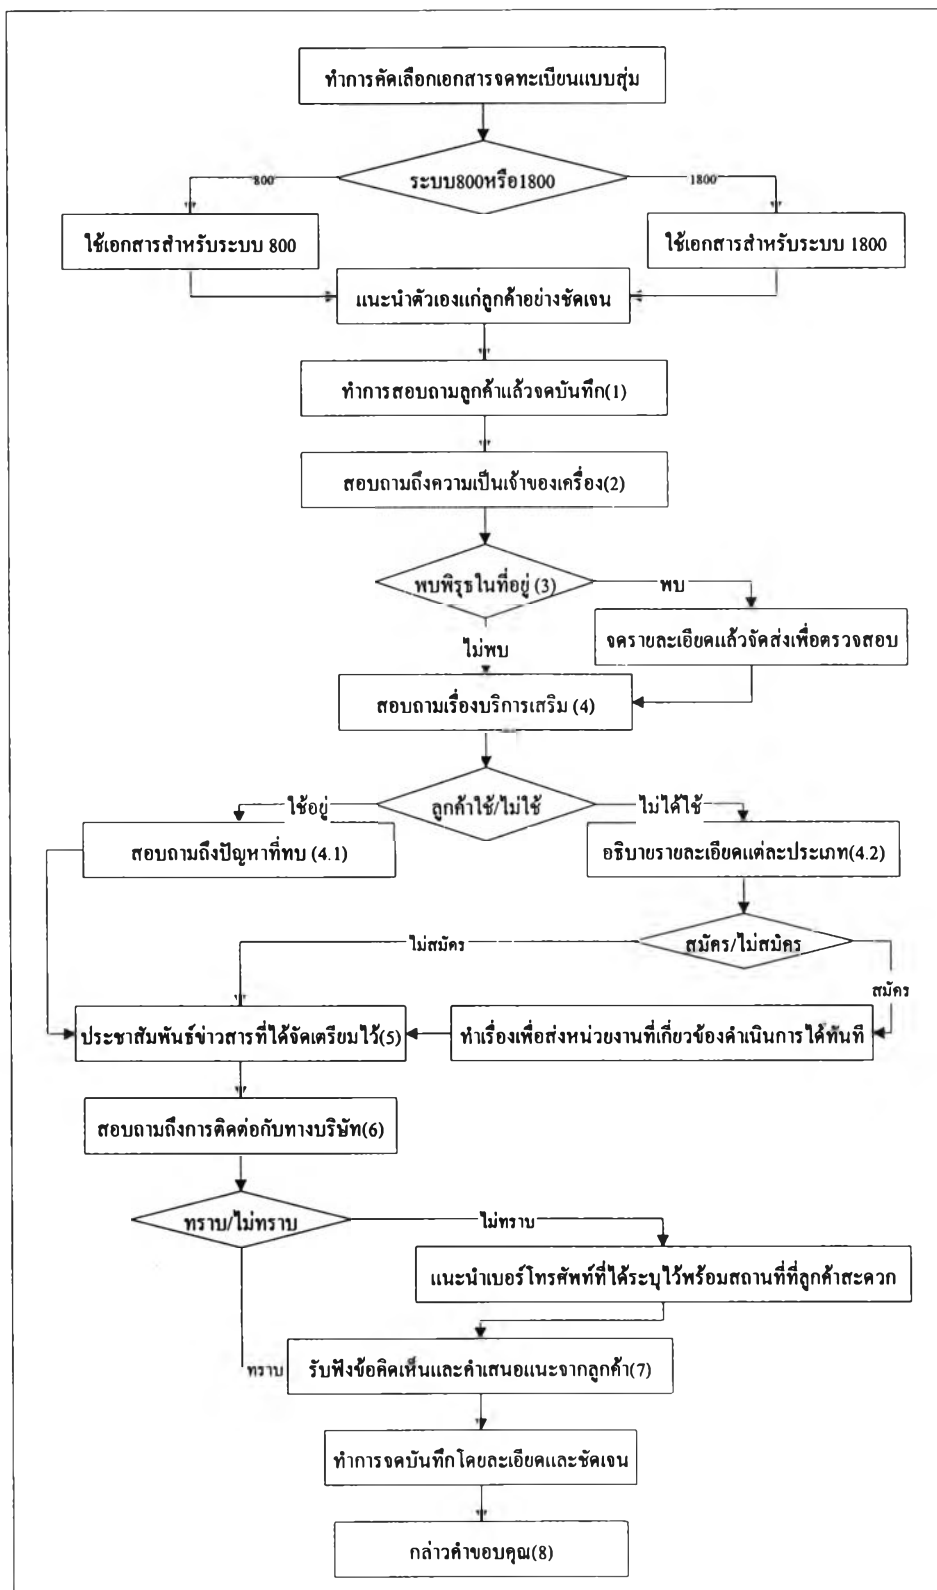 ทำการคัดเลือกเอกสารจดทะเบียนแบบสุ่ม
ระบบ800หรือ1800
800
1800
ใช้เอกสารสำหรับระบบ 800
ใช้เอกสารสำหรับระบบ 1800
แนะนำตัวเองแก่ลูกค้าอย่างชัดเจน
ทำการสอบถามลูกค้าแล้วจดบันทึก(1)
สอบถามถึงความเป็นเจ้าของเครื่อง(2)
พบพิรุธในที่อยู่ (3)
พบ
ไม่พบ
จดรายละเอียดแล้วจัดส่งเพื่อตรวจสอบ
สอบถามเรื่องบริการเสริม (4)
ลูกค้าใช้/ไม่ใช้
ใช้อยู่
ไม่ได้ใช้
สอบถามถึงปัญหาที่ทบ (4.1)
อธิบายรายละเอียดแต่ละประเภท(4.2)
สมัคร/ไม่สมัคร
ไม่สมัคร
สมัคร
ประชาสัมพันธ์ข่าวสารที่ได้จัดเตรียมไว้(5)
ทำเรื่องเพื่อส่งหน่วยงานที่เกี่ยวข้องดำเนินการได้ทันที
สอบถามถึงการติดต่อกับทางบริษัท(6)
ทราบ/ไม่ทราบ
ไม่ทราบ
แนะนำเบอร์โทรศัพท์ที่ได้ระบุไว้พร้อมสถานที่ที่ลูกค้าสะดวก
ทราบ
รับฟังข้อคิดเห็นและคำเสนอแนะจากลูกค้า(7)
ทำการจดบันทึกโดยละเอียดและชัดเจน
กล่าวคำขอบคุณ(8)